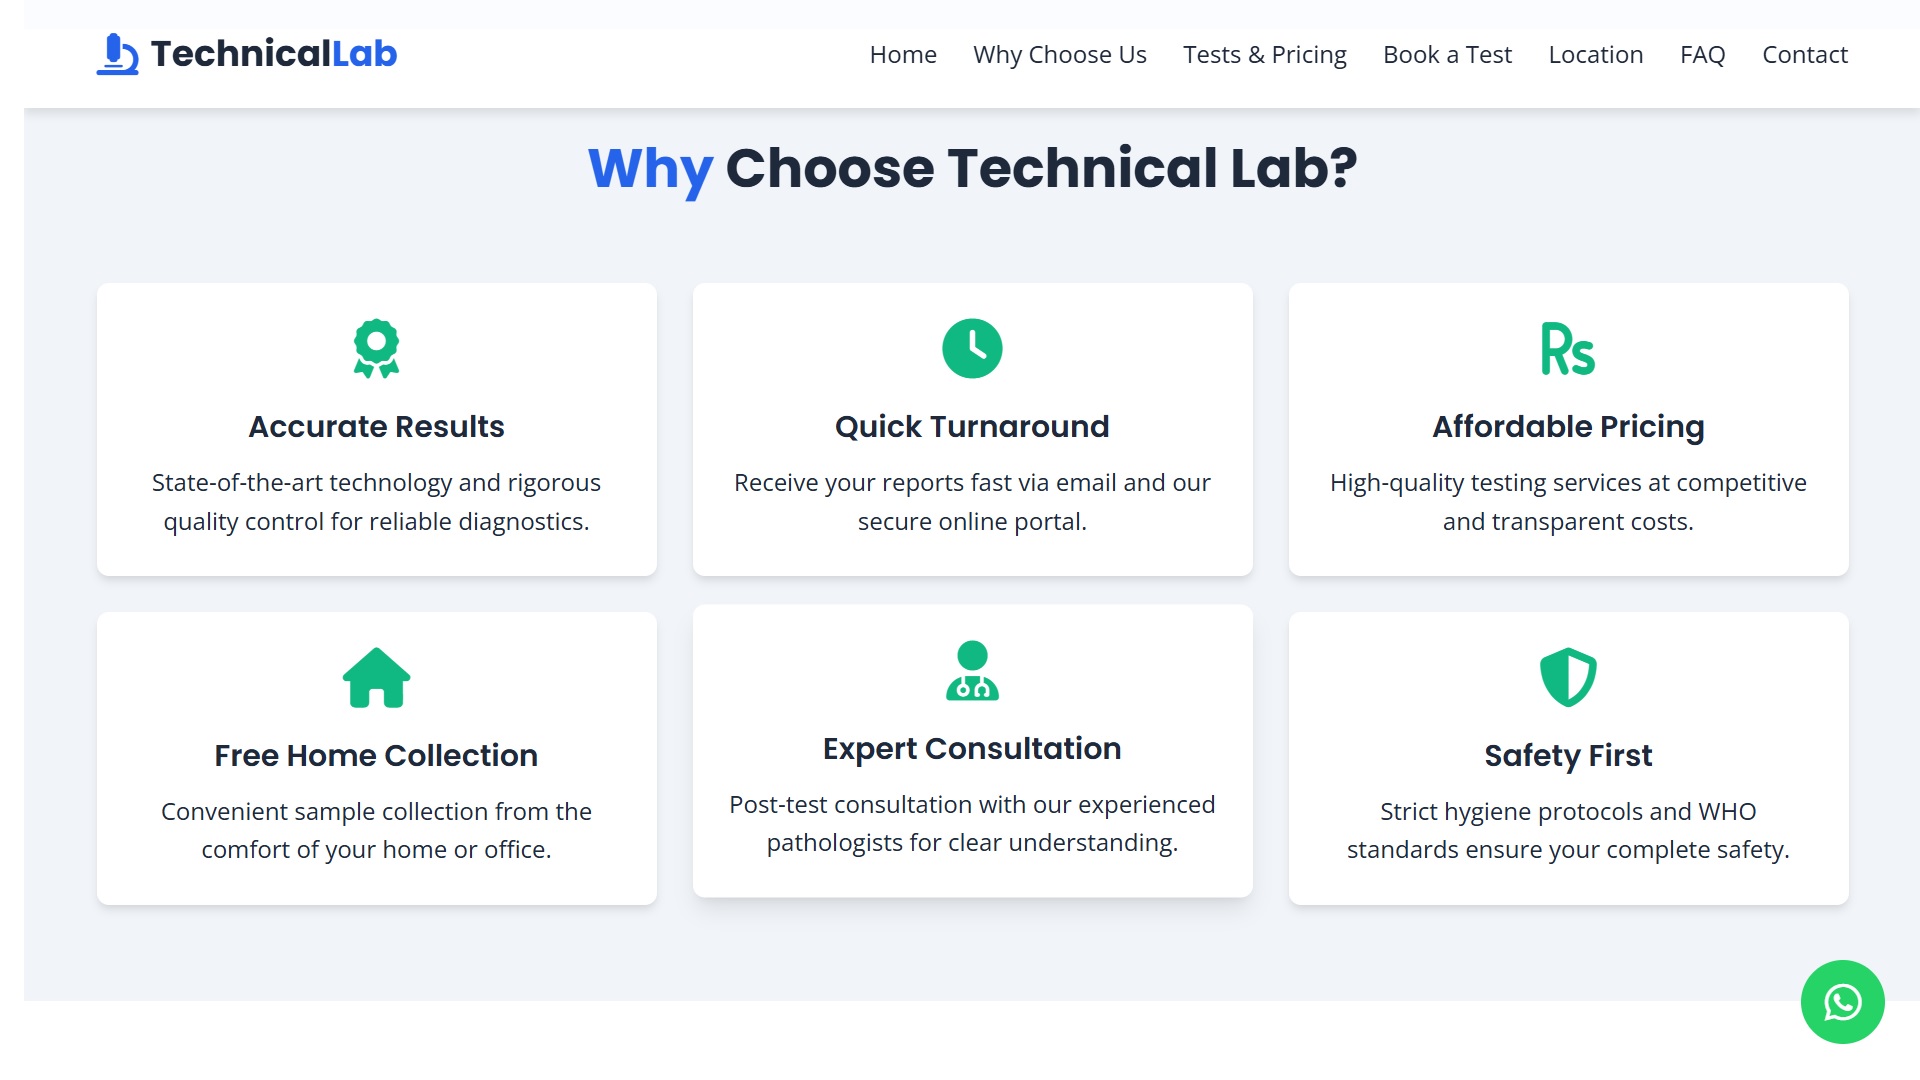 TechnicalLab
Home Why Choose Us Tests & Pricing Book a Test Location FAQ Contact
Why Choose Technical Lab?
Rs
Accurate Results
State-of-the-art technology and rigorous
quality control for reliable diagnostics.
Quick Turnaround
Receive your reports fast via email and our
secure online portal.
Affordable Pricing
High-quality testing services at competitive
and transparent costs.
Free Home Collection
Convenient sample collection from the
comfort of your home or office.
Expert Consultation
Post-test consultation with our experienced
pathologists for clear understanding.
Safety First
Strict hygiene protocols and WHO
standards ensure your complete safety.